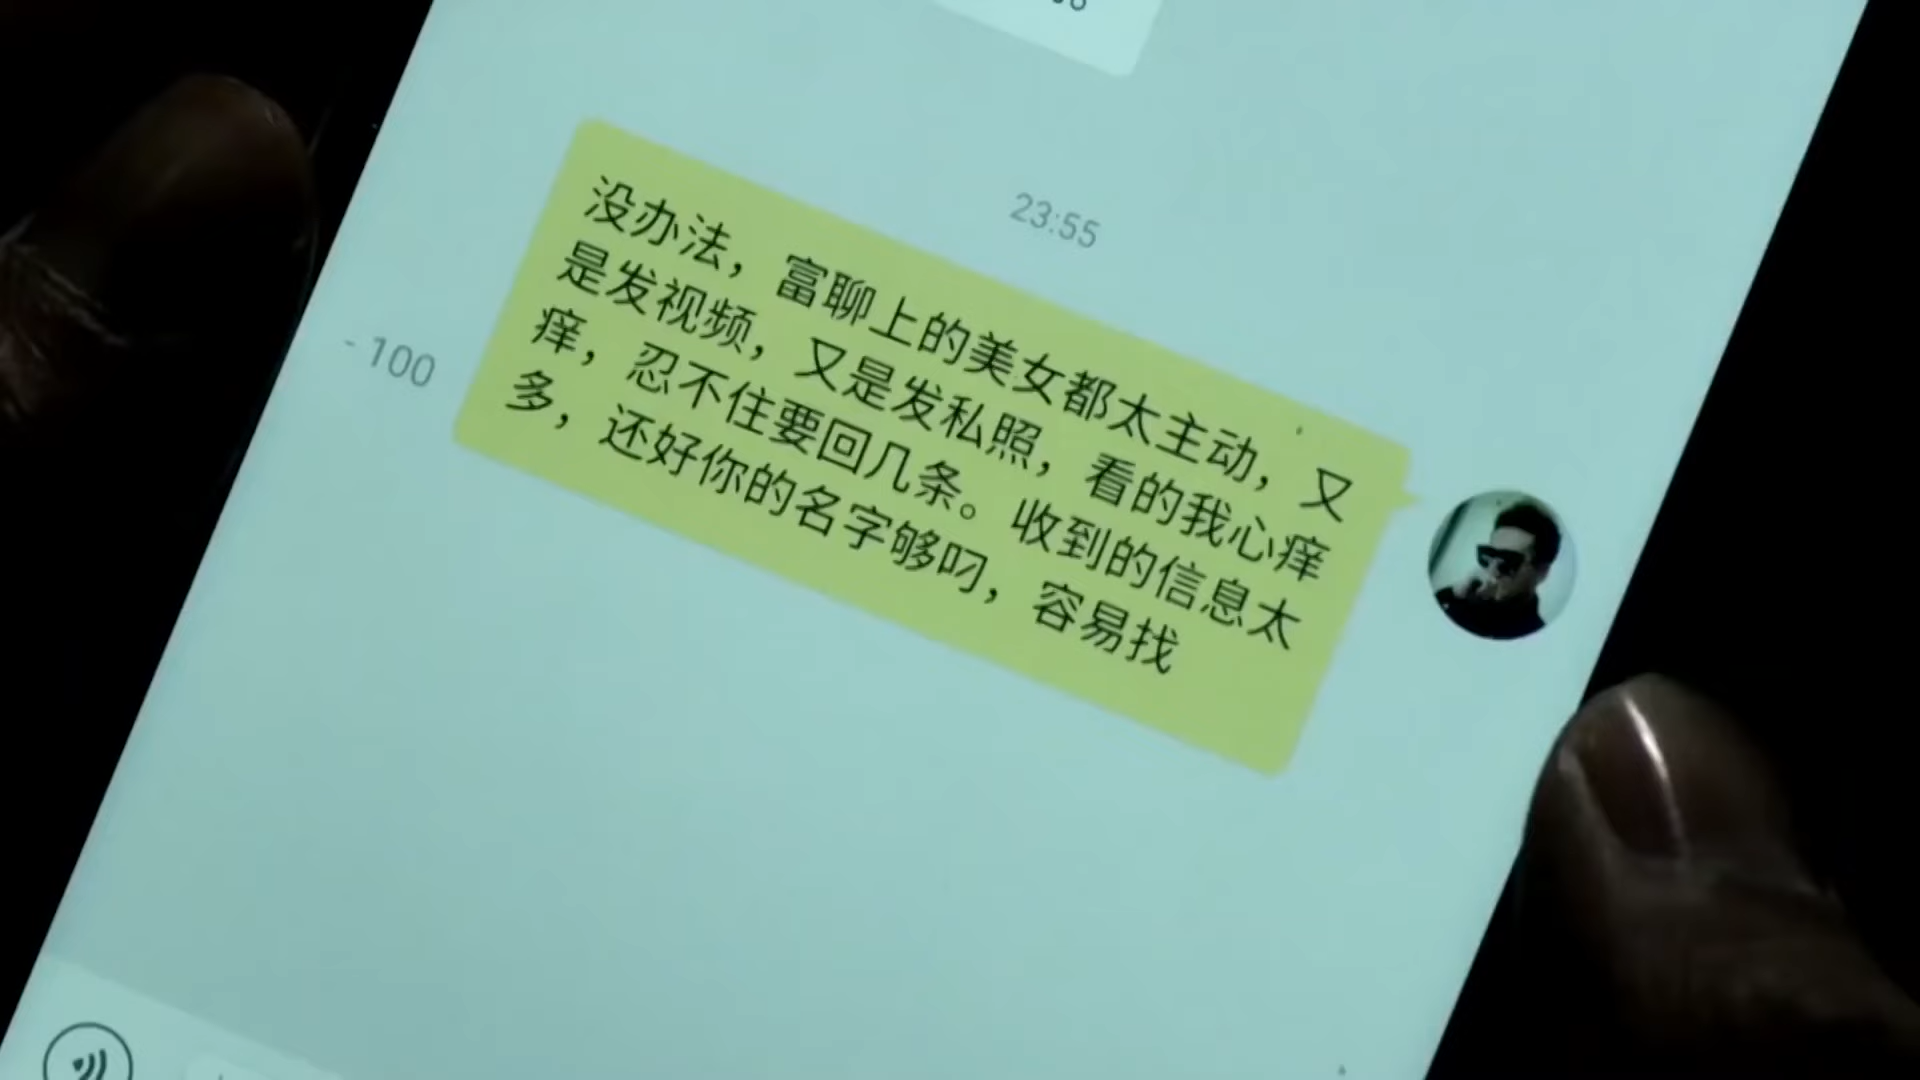 23:55
没办法，富聊上的美女都太主动，又
是发视频，又是发私照，看的我心痒
痒，忍不住要回几条。收到的信息太
多，还好你的名字够叼，容易找
- 100